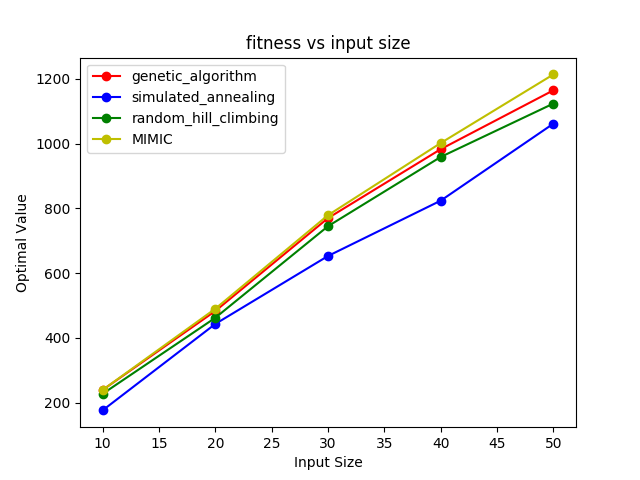 fitness vs input size
genetic_algorithm
simulated_annealing
random_hill_climbing
MIMIC
Optimal Value
1200
1000
800
600
400
200
10 15 20 25 30 35 40 45 50
Input Size